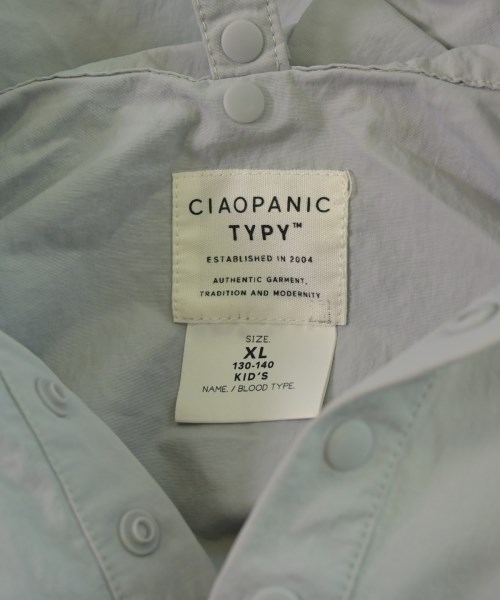 CIAOPANIC
TYPY™
ESTABLISHED IN 2004
AUTHENTIC GARMENT,
TRADITION AND MODERNITY
SIZE.
XL
130-140
KID'S
NAME. / BLOOD TYPE.